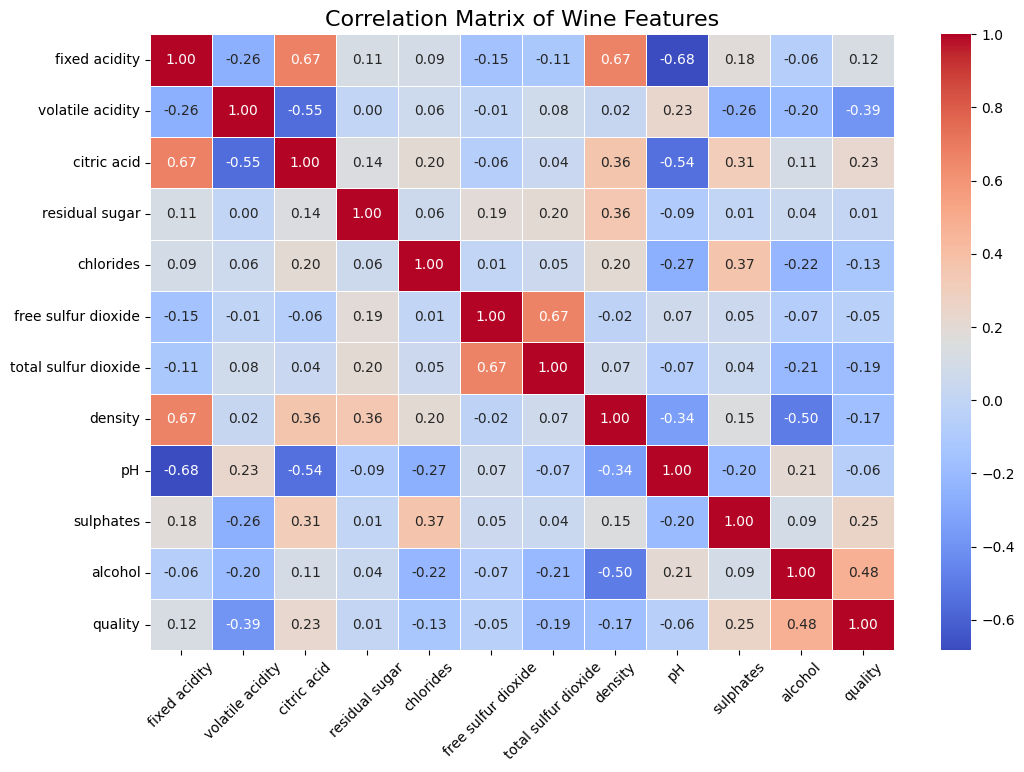 Correlation Matrix of Wine Features
fixed acidity 1.00 -0.26 0.67 0.11 0.09 -0.15 -0.11 0.67 -0.68 0.18 -0.06 0.12
volatile acidity -0.26 1.00 -0.55 0.00 0.06 -0.01 0.08 0.02 0.23 -0.26 -0.20 -0.39
citric acid 0.67 -0.55 1.00 0.14 0.20 -0.06 0.04 0.36 -0.54 0.31 0.11 0.23
residual sugar 0.11 0.00 0.14 1.00 0.06 0.19 0.20 0.36 -0.09 0.01 0.04 0.01
chlorides 0.09 0.06 0.20 0.06 1.00 0.01 0.05 0.20 -0.27 0.37 -0.22 -0.13
free sulfur dioxide -0.15 -0.01 -0.06 0.19 0.01 1.00 0.67 -0.02 0.07 0.05 -0.07 -0.05
total sulfur dioxide -0.11 0.08 0.04 0.20 0.05 0.67 1.00 0.07 -0.07 0.04 -0.21 -0.19
density 0.67 0.02 0.36 0.36 0.20 -0.02 0.07 1.00 -0.34 0.15 -0.50 -0.17
pH -0.68 0.23 -0.54 -0.09 -0.27 0.07 -0.07 -0.34 1.00 -0.20 0.21 -0.06
sulphates 0.18 -0.26 0.31 0.01 0.37 0.05 0.04 0.15 -0.20 1.00 0.09 0.25
alcohol -0.06 -0.20 0.11 0.04 -0.22 -0.07 -0.21 -0.50 0.21 0.09 1.00 0.48
quality 0.12 -0.39 0.23 0.01 -0.13 -0.05 -0.19 -0.17 -0.06 0.25 0.48 1.00
fixed acidity
volatile acidity
citric acid
residual sugar
chlorides
free sulfur dioxide
total sulfur dioxide
density
pH
sulphates
alcohol
quality
1.0
0.8
0.6
0.4
0.2
0.0
−0.2
−0.4
−0.6